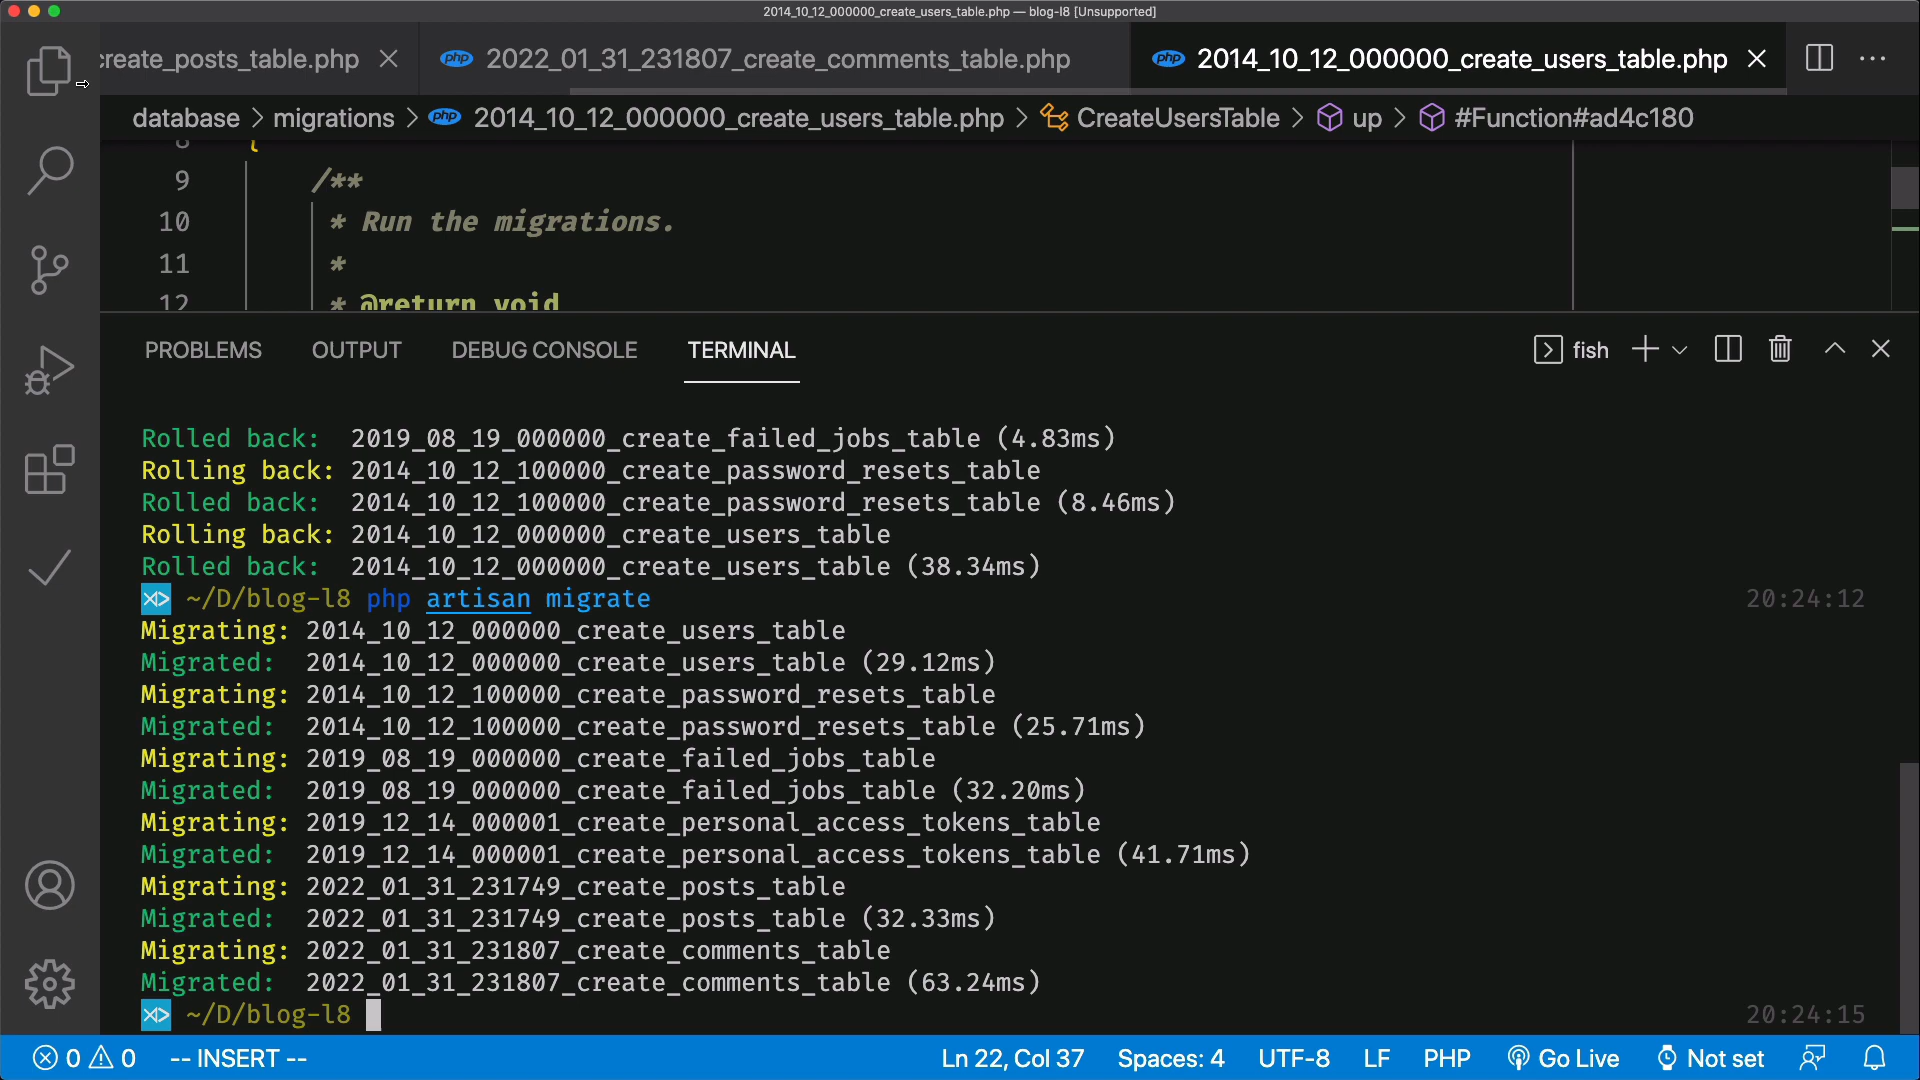 2014_10_12_000000_create_users_table.php — blog-l8 [Unsupported]
create_posts_table.php
php 2022_01_31_231807_create_comments_table.php
php 2014_10_12_000000_create_users_table.php
database > migrations > php 2014_10_12_000000_create_users_table.php > CreateUsersTable > up > #Function#ad4c180
8 {
9 /**
10 * Run the migrations.
11 *
12 * @return void
PROBLEMS OUTPUT DEBUG CONSOLE TERMINAL fish
Rolled back: 2019_08_19_000000_create_failed_jobs_table (4.83ms)
Rolling back: 2014_10_12_100000_create_password_resets_table
Rolled back: 2014_10_12_100000_create_password_resets_table (8.46ms)
Rolling back: 2014_10_12_000000_create_users_table
Rolled back: 2014_10_12_000000_create_users_table (38.34ms)
~/D/blog-l8 php artisan migrate 20:24:12
Migrating: 2014_10_12_000000_create_users_table
Migrated: 2014_10_12_000000_create_users_table (29.12ms)
Migrating: 2014_10_12_100000_create_password_resets_table
Migrated: 2014_10_12_100000_create_password_resets_table (25.71ms)
Migrating: 2019_08_19_000000_create_failed_jobs_table
Migrated: 2019_08_19_000000_create_failed_jobs_table (32.20ms)
Migrating: 2019_12_14_000001_create_personal_access_tokens_table
Migrated: 2019_12_14_000001_create_personal_access_tokens_table (41.71ms)
Migrating: 2022_01_31_231749_create_posts_table
Migrated: 2022_01_31_231749_create_posts_table (32.33ms)
Migrating: 2022_01_31_231807_create_comments_table
Migrated: 2022_01_31_231807_create_comments_table (63.24ms)
~/D/blog-l8 20:24:15
0 0 -- INSERT -- Ln 22, Col 37 Spaces: 4 UTF-8 LF PHP Go Live Not set